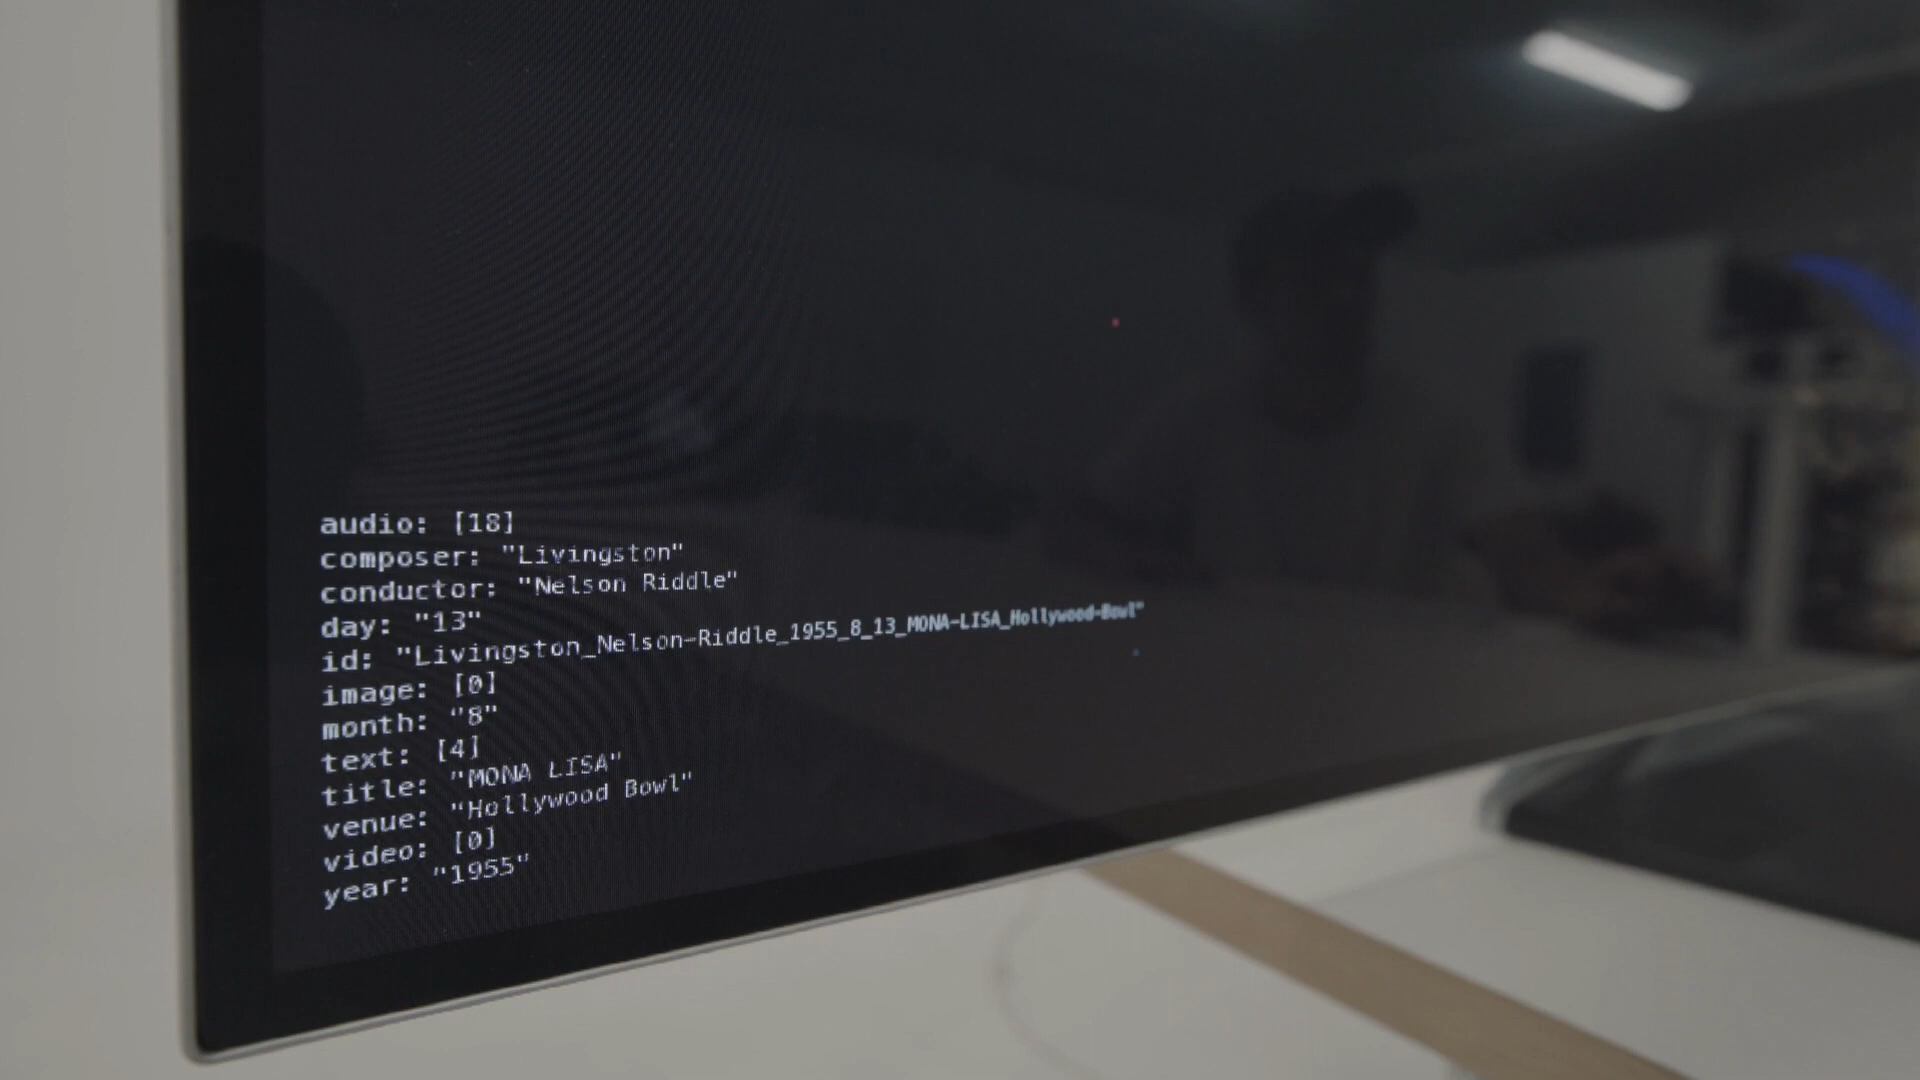 audio: [18]
composer: "Livingston"
conductor: "Nelson Riddle"
day: "13"
id: "Livingston_Nelson-Riddle_1955_8_13_MONA-LISA_Hollywood-Bowl"
image: [0]
month: "8"
text: [4]
title: "MONA LISA"
venue: "Hollywood Bowl"
video: [0]
year: "1955"